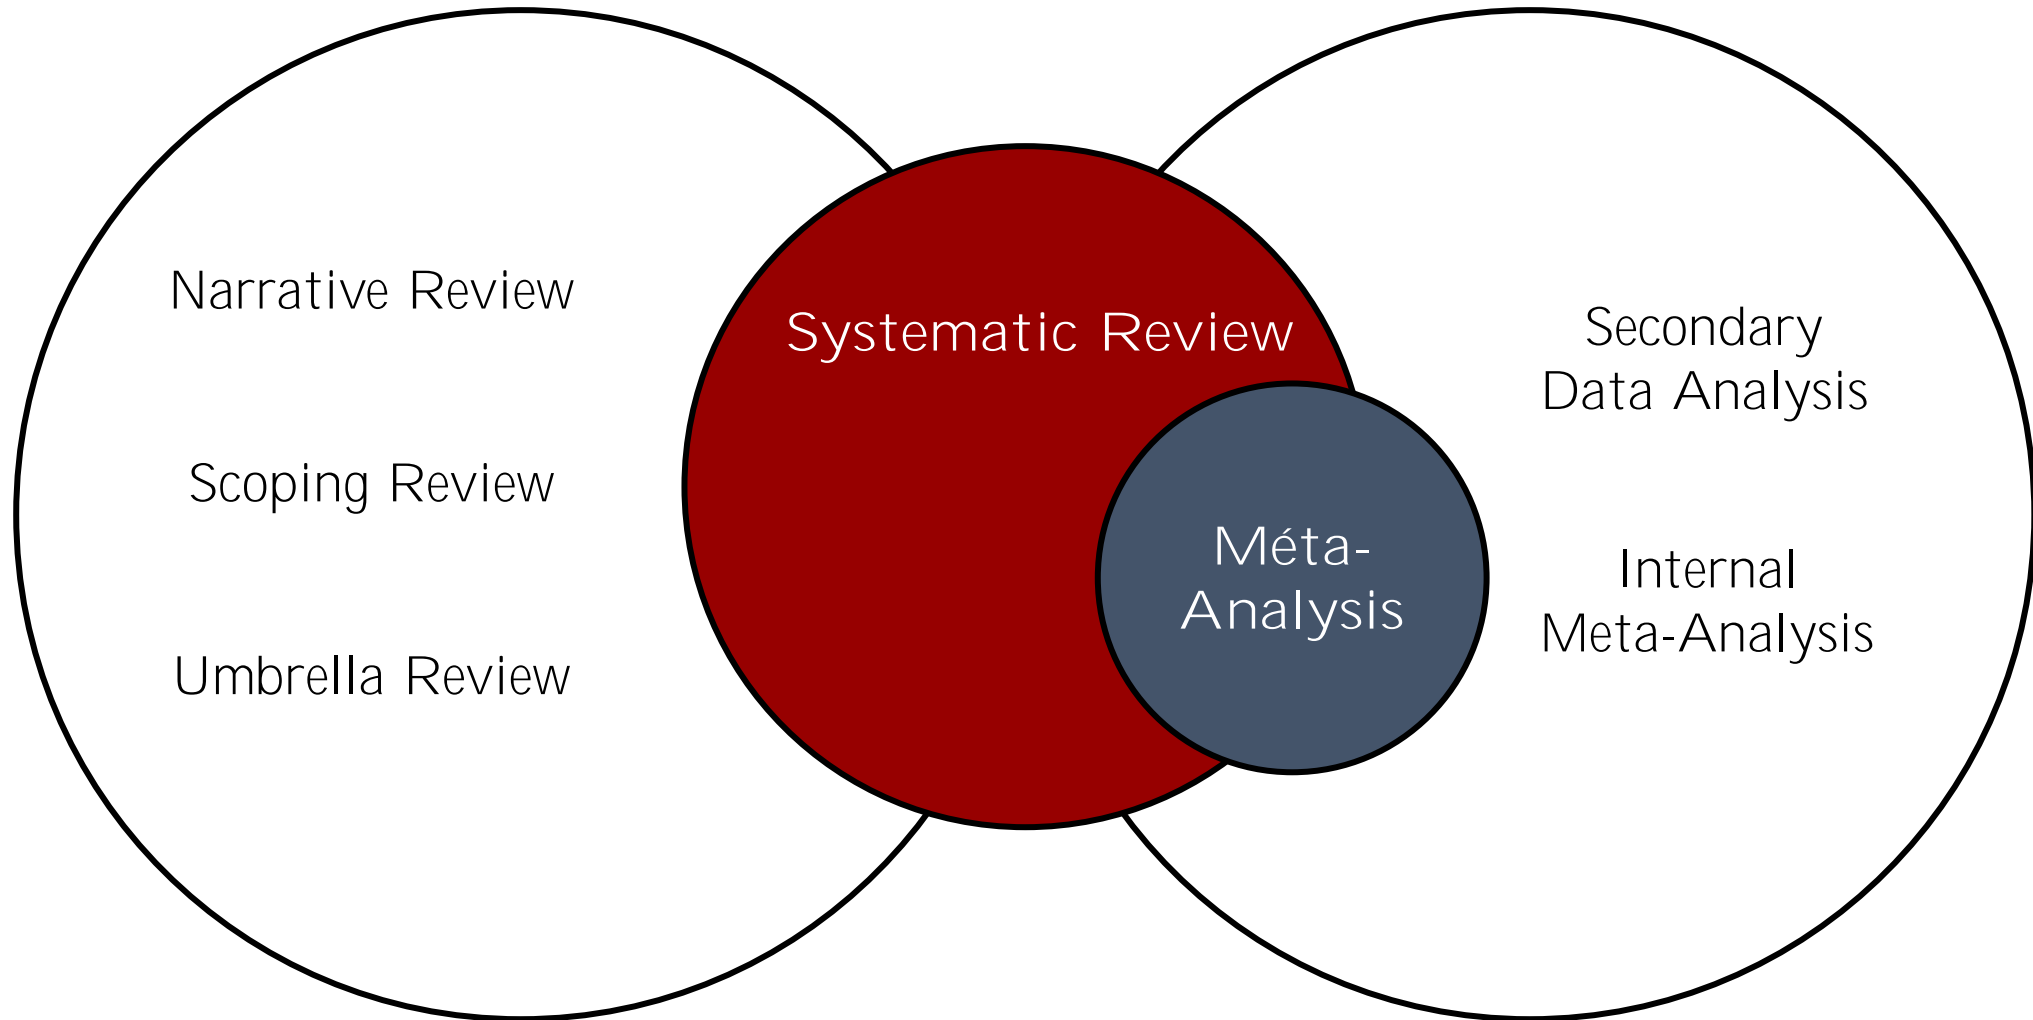 Narrative Review
Scoping Review
Umbrella Review
Systematic Review
Méta-
Analysis
Secondary
Data Analysis
Internal
Meta-Analysis